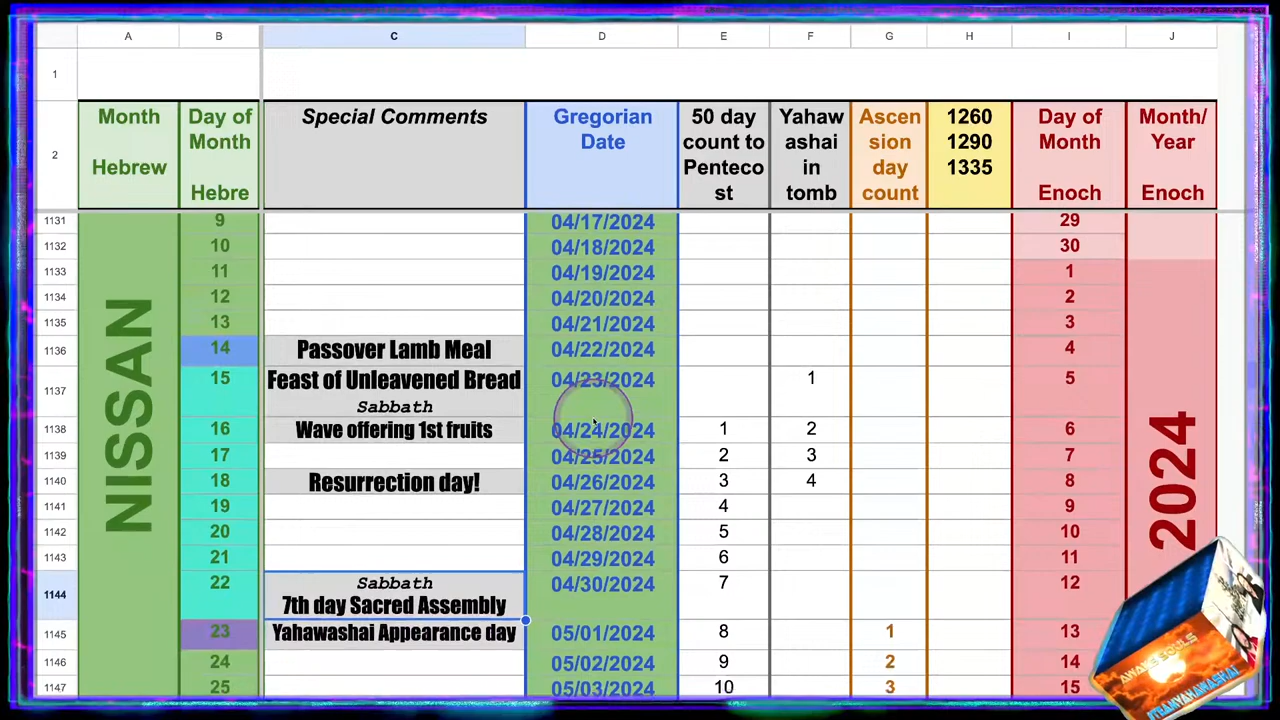 A B C D E F G H I J
1
2
Month Hebrew
Day of Month Hebre
Special Comments
Gregorian Date
50 day count to Penteco st
Yahaw ashai in tomb
Ascen sion day count
1260 1290 1335
Day of Month Enoch
Month/ Year Enoch
NISSAN
2024
1131 9 04/17/2024 29
1132 10 04/18/2024 30
1133 11 04/19/2024 1
1134 12 04/20/2024 2
1135 13 04/21/2024 3
1136 14 Passover Lamb Meal 04/22/2024 4
1137 15 Feast of Unleavened Bread 04/23/2024 1 5
Sabbath
1138 16 Wave offering 1st fruits 04/24/2024 1 2 6
1139 17 04/25/2024 2 3 7
1140 18 Resurrection day! 04/26/2024 3 4 8
1141 19 04/27/2024 4 9
1142 20 04/28/2024 5 10
1143 21 04/29/2024 6 11
1144 22 Sabbath 04/30/2024 7 12
7th day Sacred Assembly
1145 23 Yahawashai Appearance day 05/01/2024 8 1 13
1146 24 05/02/2024 9 2 14
1147 25 05/03/2024 10 3 15
AWAKE SOULS